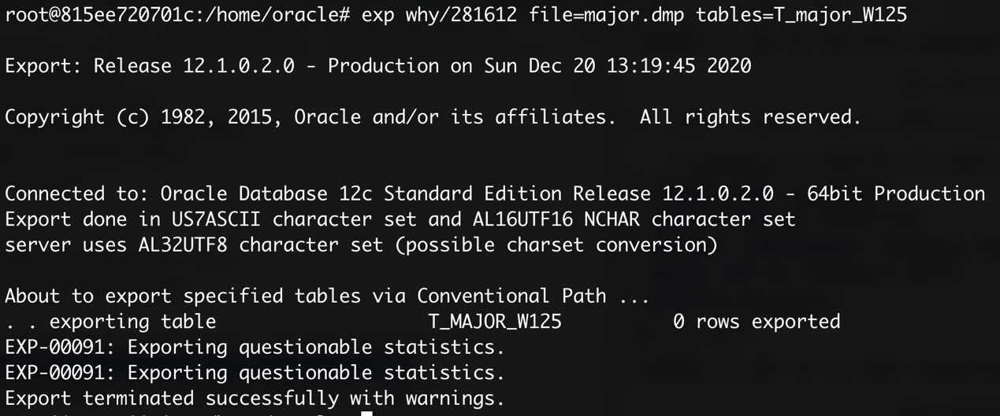 root@815ee720701c:/home/oracle# exp why/281612 file=major.dmp tables=T_major_W125
Export: Release 12.1.0.2.0 - Production on Sun Dec 20 13:19:45 2020
Copyright (c) 1982, 2015, Oracle and/or its affiliates.  All rights reserved.
Connected to: Oracle Database 12c Standard Edition Release 12.1.0.2.0 - 64bit Production
Export done in US7ASCII character set and AL16UTF16 NCHAR character set
server uses AL32UTF8 character set (possible charset conversion)
About to export specified tables via Conventional Path ...
. . exporting table                   T_MAJOR_W125          0 rows exported
EXP-00091: Exporting questionable statistics.
EXP-00091: Exporting questionable statistics.
Export terminated successfully with warnings.